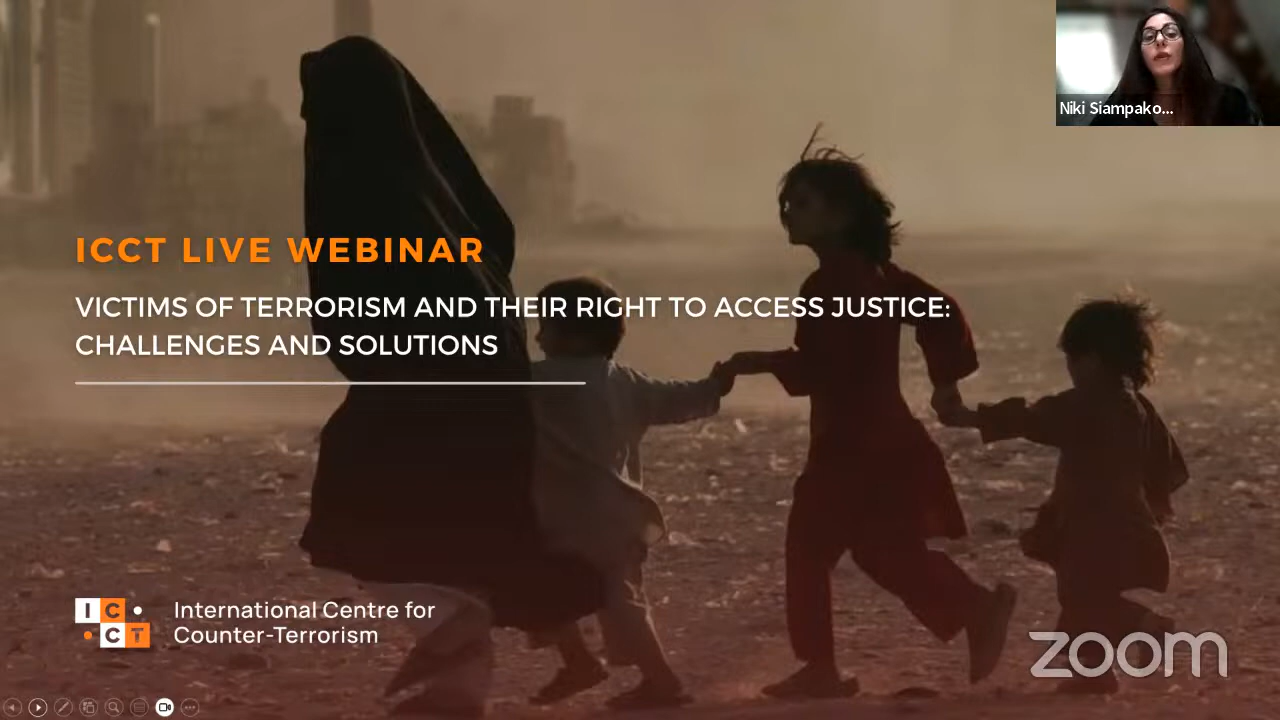 Niki Siampako...
ICCT LIVE WEBINAR
VICTIMS OF TERRORISM AND THEIR RIGHT TO ACCESS JUSTICE:
CHALLENGES AND SOLUTIONS
I C
C T
International Centre for
Counter-Terrorism
zoom